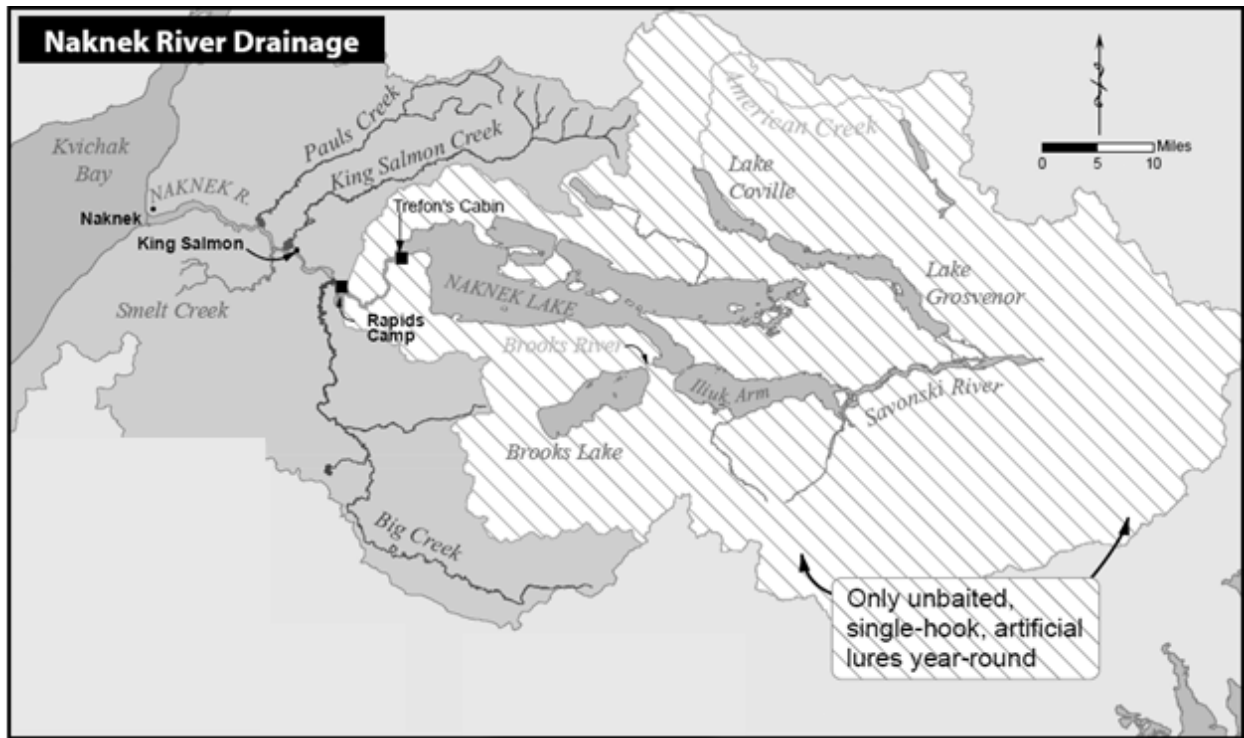 Naknek River Drainage
Kvichak
Bay
Pauls Creek
King Salmon Creek
American Creek
0 5 10 Miles
Lake
Coville
NAKNEK R.
Naknek
King Salmon
Trefon's Cabin
Smelt Creek
Rapids
Camp
NAKNEK LAKE
Lake
Grosvenor
Brooks River
Iliuk Arm
Savonski River
Brooks Lake
Big Creek
Only unbaited,
single-hook, artificial
lures year-round